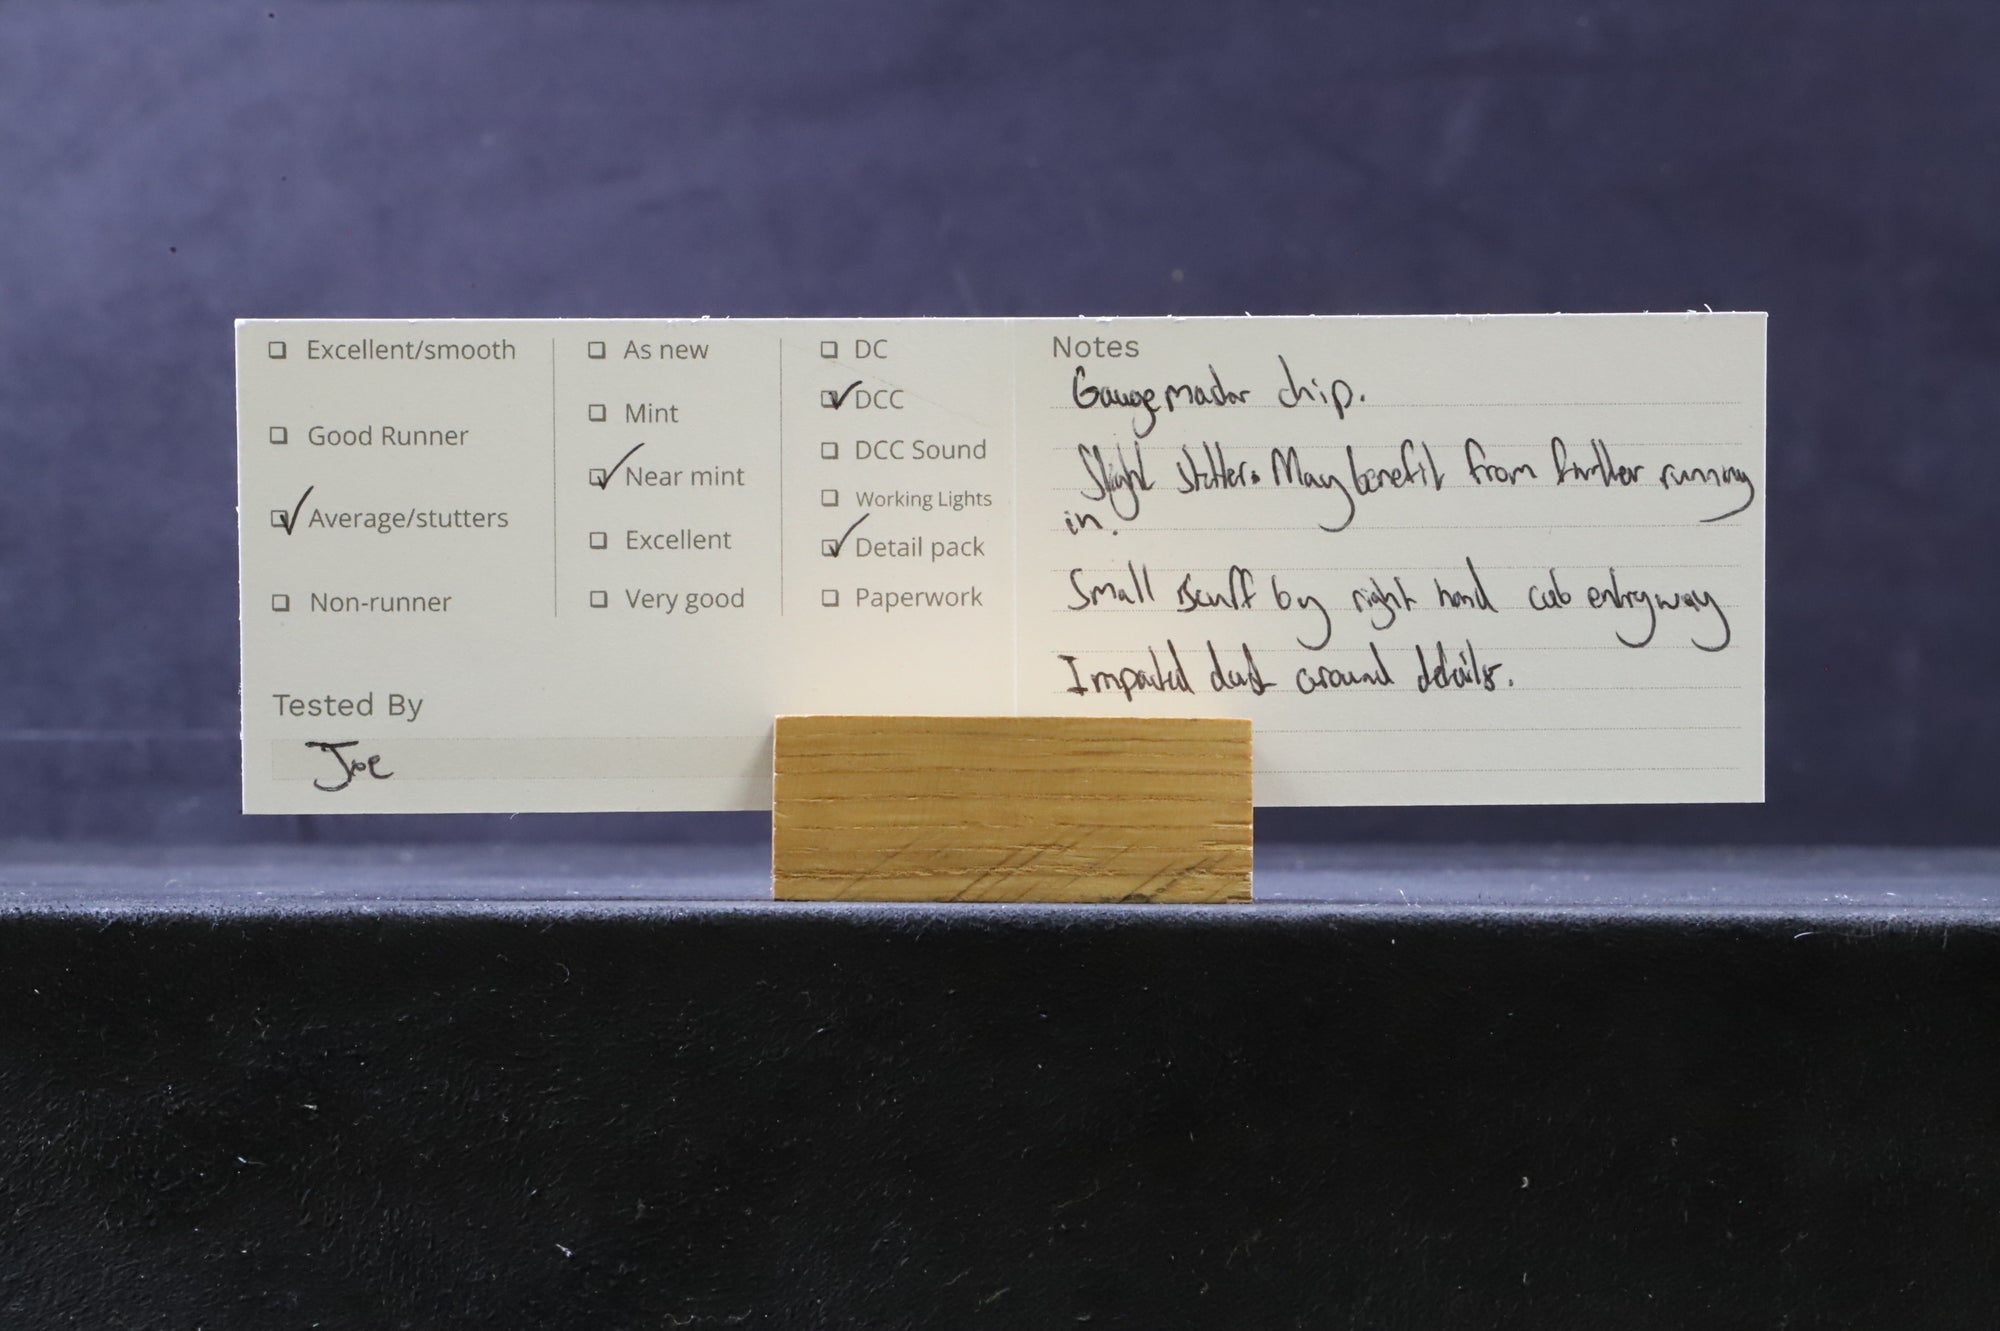 Excellent/smooth
Good Runner
Average/stutters
Non-runner
As new
Mint
Near mint
Excellent
Very good
DC
DCC
DCC Sound
Working Lights
Detail pack
Paperwork
Tested By
Joe
Notes
Gaugemaster chip.
Slight stutter. May benefit from further running
in.
Small scuff by right hand cab entryway
Impacted dust around details.